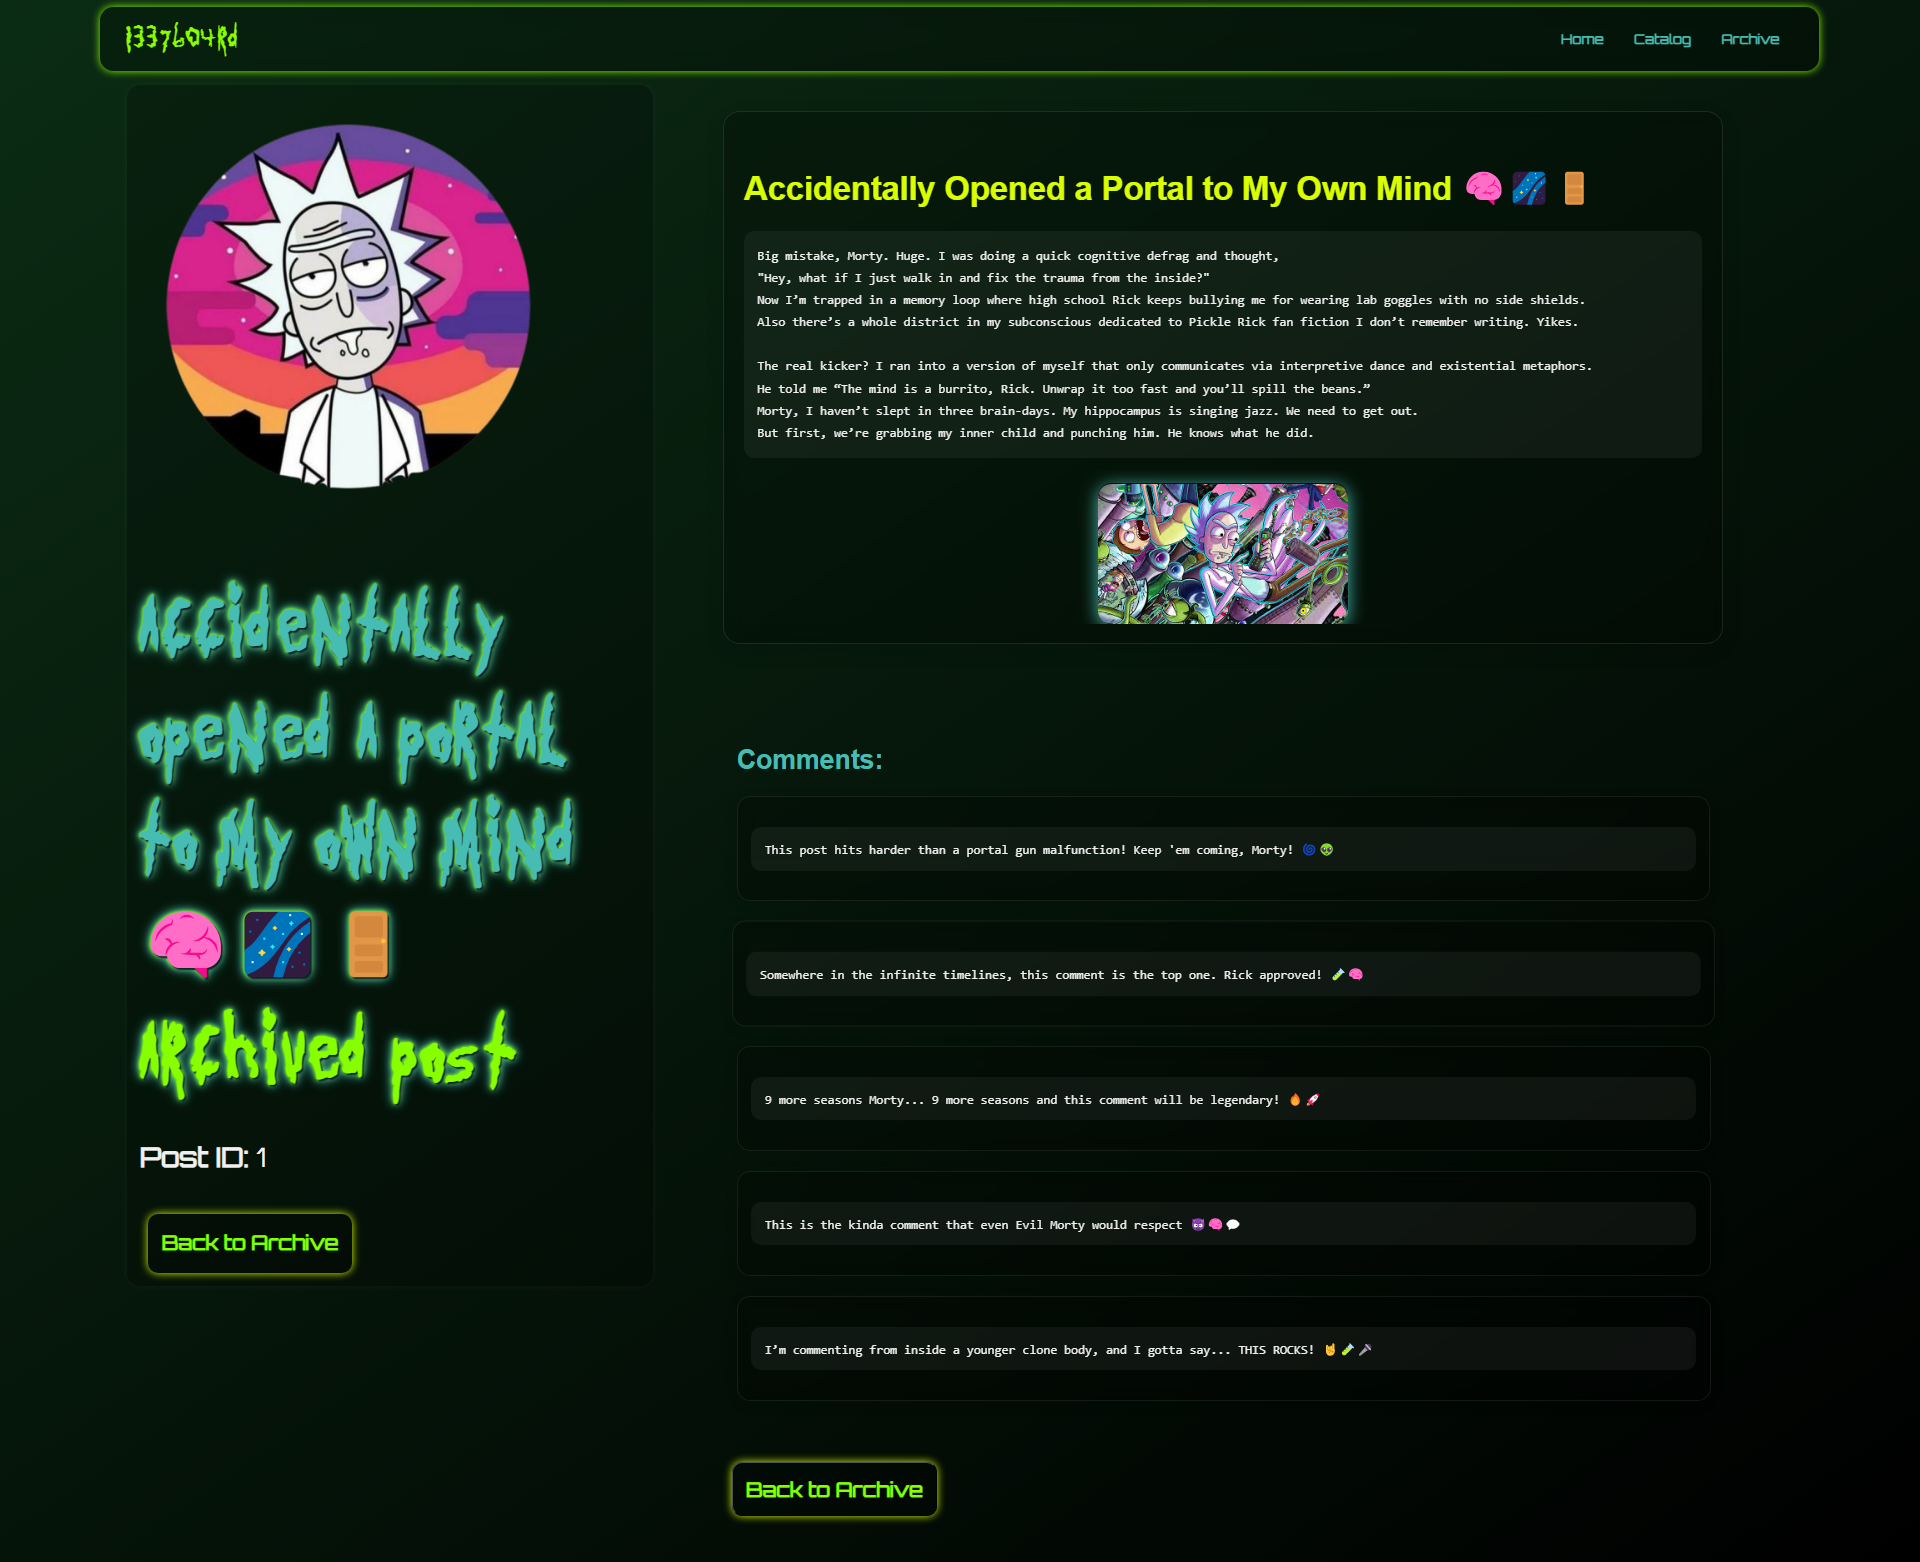 1337604Rd
Home Catalog Archive
Accidentally
opened a portal
to my own mind
🧠 🌌 🚪
Archived post
Post ID: 1
Back to Archive
Accidentally Opened a Portal to My Own Mind 🧠🌌🚪
Big mistake, Morty. Huge. I was doing a quick cognitive defrag and thought,
"Hey, what if I just walk in and fix the trauma from the inside?"
Now I’m trapped in a memory loop where high school Rick keeps bullying me for wearing lab goggles with no side shields.
Also there’s a whole district in my subconscious dedicated to Pickle Rick fan fiction I don’t remember writing. Yikes.
The real kicker? I ran into a version of myself that only communicates via interpretive dance and existential metaphors.
He told me “The mind is a burrito, Rick. Unwrap it too fast and you’ll spill the beans.”
Morty, I haven’t slept in three brain-days. My hippocampus is singing jazz. We need to get out.
But first, we’re grabbing my inner child and punching him. He knows what he did.
Comments:
This post hits harder than a portal gun malfunction! Keep 'em coming, Morty! 🌀👽
Somewhere in the infinite timelines, this comment is the top one. Rick approved! 🧪🧠
9 more seasons Morty... 9 more seasons and this comment will be legendary! 🔥🚀
This is the kinda comment that even Evil Morty would respect 😈🧠💬
I’m commenting from inside a younger clone body, and I gotta say... THIS ROCKS! 🤘🧪🎤
Back to Archive